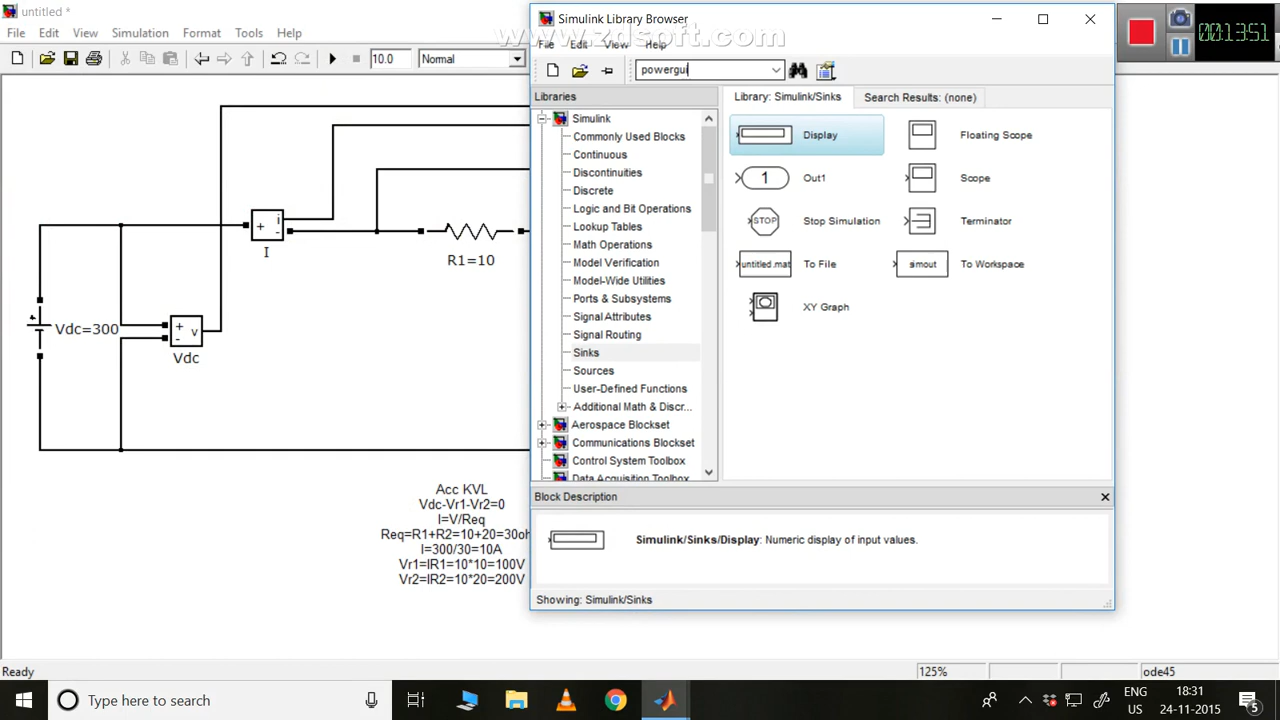 untitled *
File Edit View Simulation Format Tools Help
10.0 Normal
Simulink Library Browser
www.zdsoft.com
File Edit View Help
powergui
00:13:51
Libraries
Library: Simulink/Sinks
Search Results: (none)
Simulink
Commonly Used Blocks
Continuous
Discontinuities
Discrete
Logic and Bit Operations
Lookup Tables
Math Operations
Model Verification
Model-Wide Utilities
Ports & Subsystems
Signal Attributes
Signal Routing
Sinks
Sources
User-Defined Functions
Additional Math & Discr...
Aerospace Blockset
Communications Blockset
Control System Toolbox
Data Acquisition Toolbox
Display
Floating Scope
1 Out1
Scope
STOP Stop Simulation
Terminator
untitled.mat To File
simout To Workspace
XY Graph
Block Description
Simulink/Sinks/Display: Numeric display of input values.
Showing: Simulink/Sinks
+ i -
I
R1=10
Vdc=300
+ - v
Vdc
Acc KVL
Vdc-Vr1-Vr2=0
I=V/Req
Req=R1+R2=10+20=30oh
I=300/30=10A
Vr1=IR1=10*10=100V
Vr2=IR2=10*20=200V
Ready
125%
ode45
Type here to search
ENG
US
18:31
24-11-2015
5